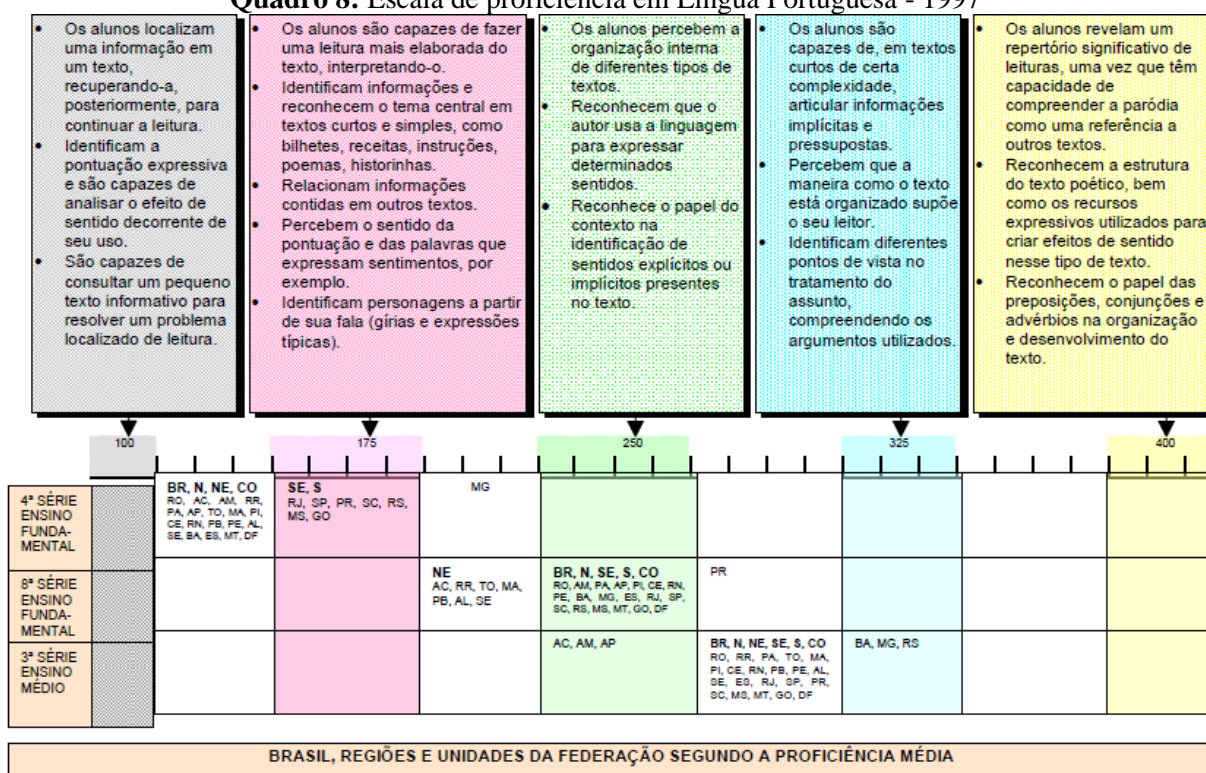 Quadro 8: Escala de proficiência em Língua Portuguesa - 1997
• Os alunos localizam
uma informação em
um texto,
recuperando-a,
posteriormente, para
continuar a leitura.
• Identificam a
pontuação expressiva
e são capazes de
analisar o efeito de
sentido decorrente de
seu uso.
• São capazes de
consultar um pequeno
texto informativo para
resolver um problema
localizado de leitura.
• Os alunos são capazes de fazer
uma leitura mais elaborada do
texto, interpretando-o.
• Identificam informações e
reconhecem o tema central em
textos curtos e simples, como
bilhetes, receitas, instruções,
poemas, historinhas.
• Relacionam informações
contidas em outros textos.
• Percebem o sentido da
pontuação e das palavras que
expressam sentimentos, por
exemplo.
• Identificam personagens a partir
de sua fala (gírias e expressões
típicas).
• Os alunos percebem a
organização interna
de diferentes tipos de
textos.
• Reconhecem que o
autor usa a linguagem
para expressar
determinados
sentidos.
• Reconhece o papel do
contexto na
identificação de
sentidos explícitos ou
implícitos presentes
no texto.
• Os alunos são
capazes de, em textos
curtos de certa
complexidade,
articular informações
implícitas e
pressupostas.
• Percebem que a
maneira como o texto
está organizado supõe
o seu leitor.
• Identificam diferentes
pontos de vista no
tratamento do
assunto,
compreendendo os
argumentos utilizados.
• Os alunos revelam um
repertório significativo de
leituras, uma vez que têm
capacidade de
compreender a paródia
como uma referência a
outros textos.
• Reconhecem a estrutura
do texto poético, bem
como os recursos
expressivos utilizados para
criar efeitos de sentido
nesse tipo de texto.
• Reconhecem o papel das
preposições, conjunções e
advérbios na organização
e desenvolvimento do
texto.
100 175 250 325 400
4ª SÉRIE
ENSINO
FUNDA-
MENTAL
BR, N, NE, CO
RO, AC, AM, RR,
PA, AP, TO, MA, PI,
CE, RN, PB, PE, AL,
SE, BA, ES, MT, DF
SE, S
RJ, SP, PR, SC, RS,
MS, GO
MG
8ª SÉRIE
ENSINO
FUNDA-
MENTAL
NE
AC, RR, TO, MA,
PB, AL, SE
BR, N, SE, S, CO
RO, AM, PA, AP, PI, CE, RN,
PE, BA, MG, ES, RJ, SP,
SC, RS, MS, MT, GO, DF
PR
3ª SÉRIE
ENSINO
MÉDIO
AC, AM, AP
BR, N, NE, SE, S, CO
RO, RR, PA, TO, MA,
PI, CE, RN, PB, PE, AL,
SE, ES, RJ, SP, PR,
SC, MS, MT, GO, DF
BA, MG, RS
BRASIL, REGIÕES E UNIDADES DA FEDERAÇÃO SEGUNDO A PROFICIÊNCIA MÉDIA